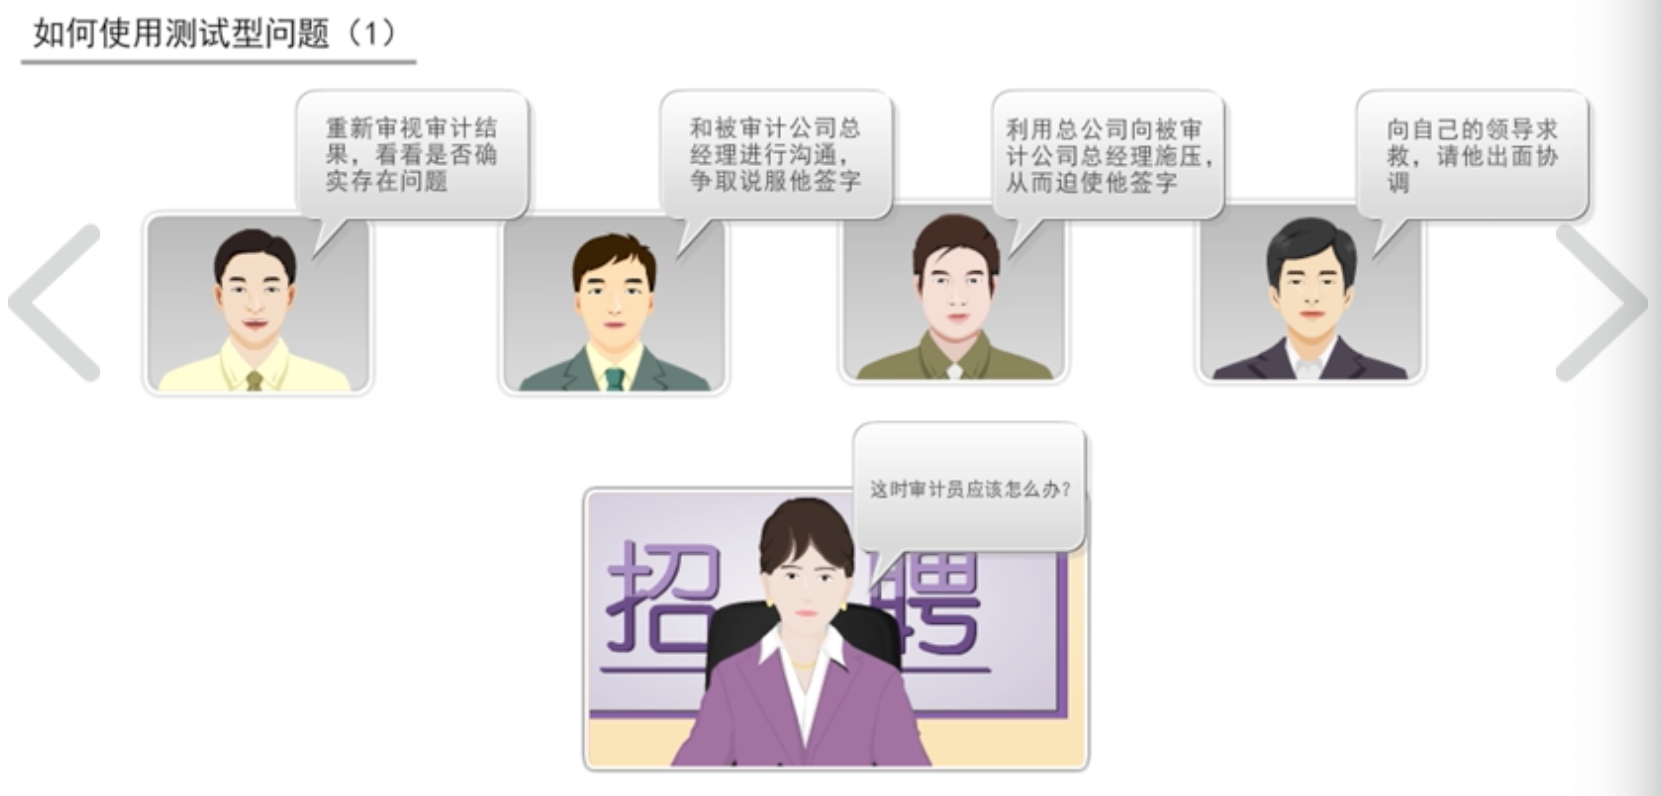 如何使用测试型问题（1）
重新审视审计结
果，看看是否确
实存在问题
和被审计公司总
经理进行沟通，
争取说服他签字
利用总公司向被审
计公司总经理施压，
从而迫使他签字
向自己的领导求
救，请他出面协
调
这时审计员应该怎么办?
招聘